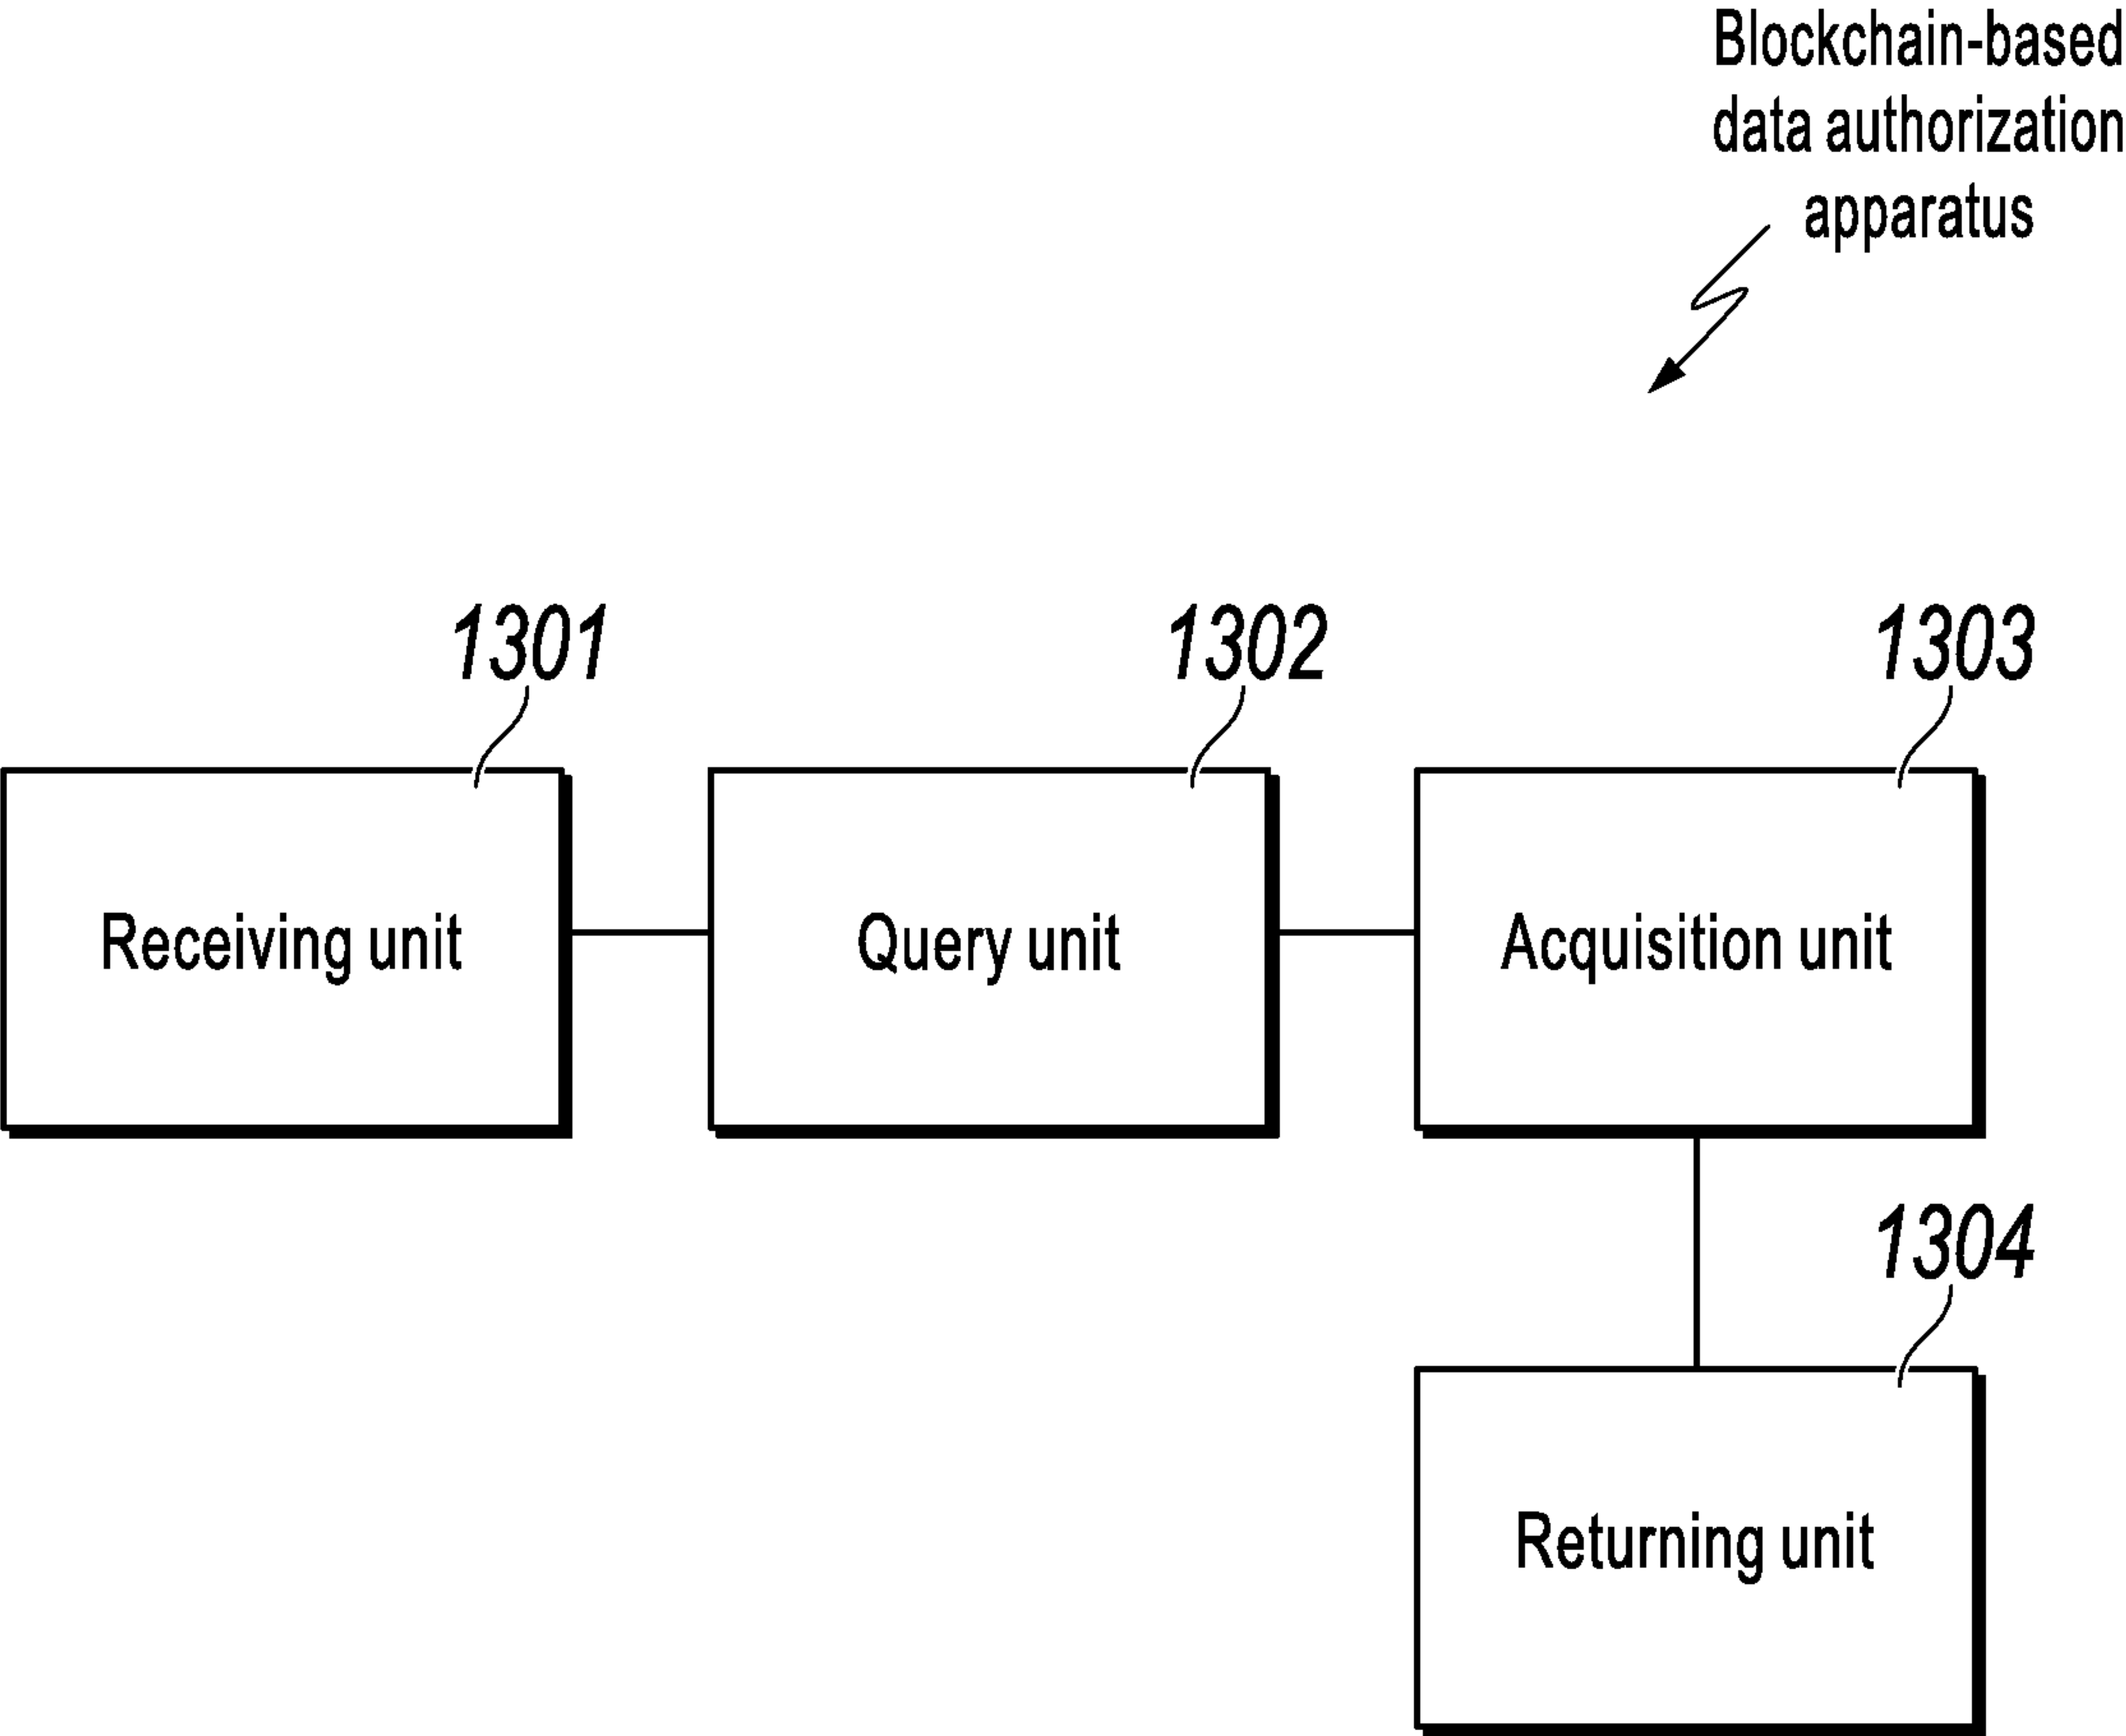 Blockchain-based
data authorization
apparatus
1301
1302
1303
Receiving unit
Query unit
Acquisition unit
1304
Returning unit